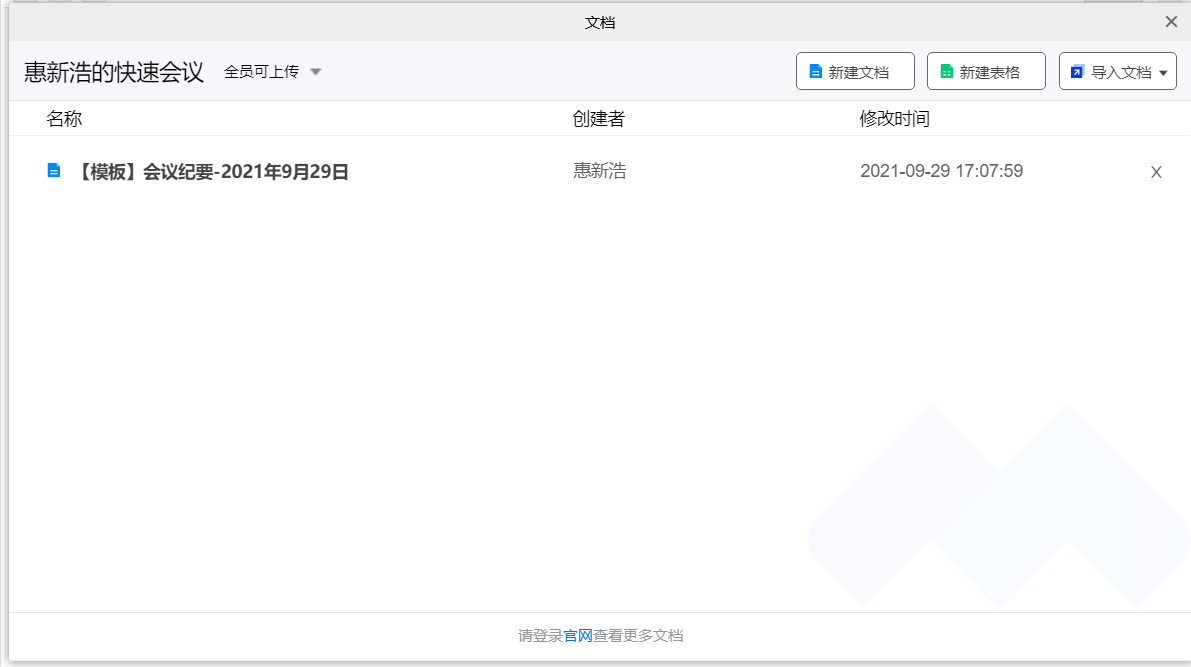 文档
惠新浩的快速会议 全员可上传 新建文档 新建表格 导入文档
名称 创建者 修改时间
【模板】会议纪要-2021年9月29日 惠新浩 2021-09-29 17:07:59 X
请登录官网查看更多文档